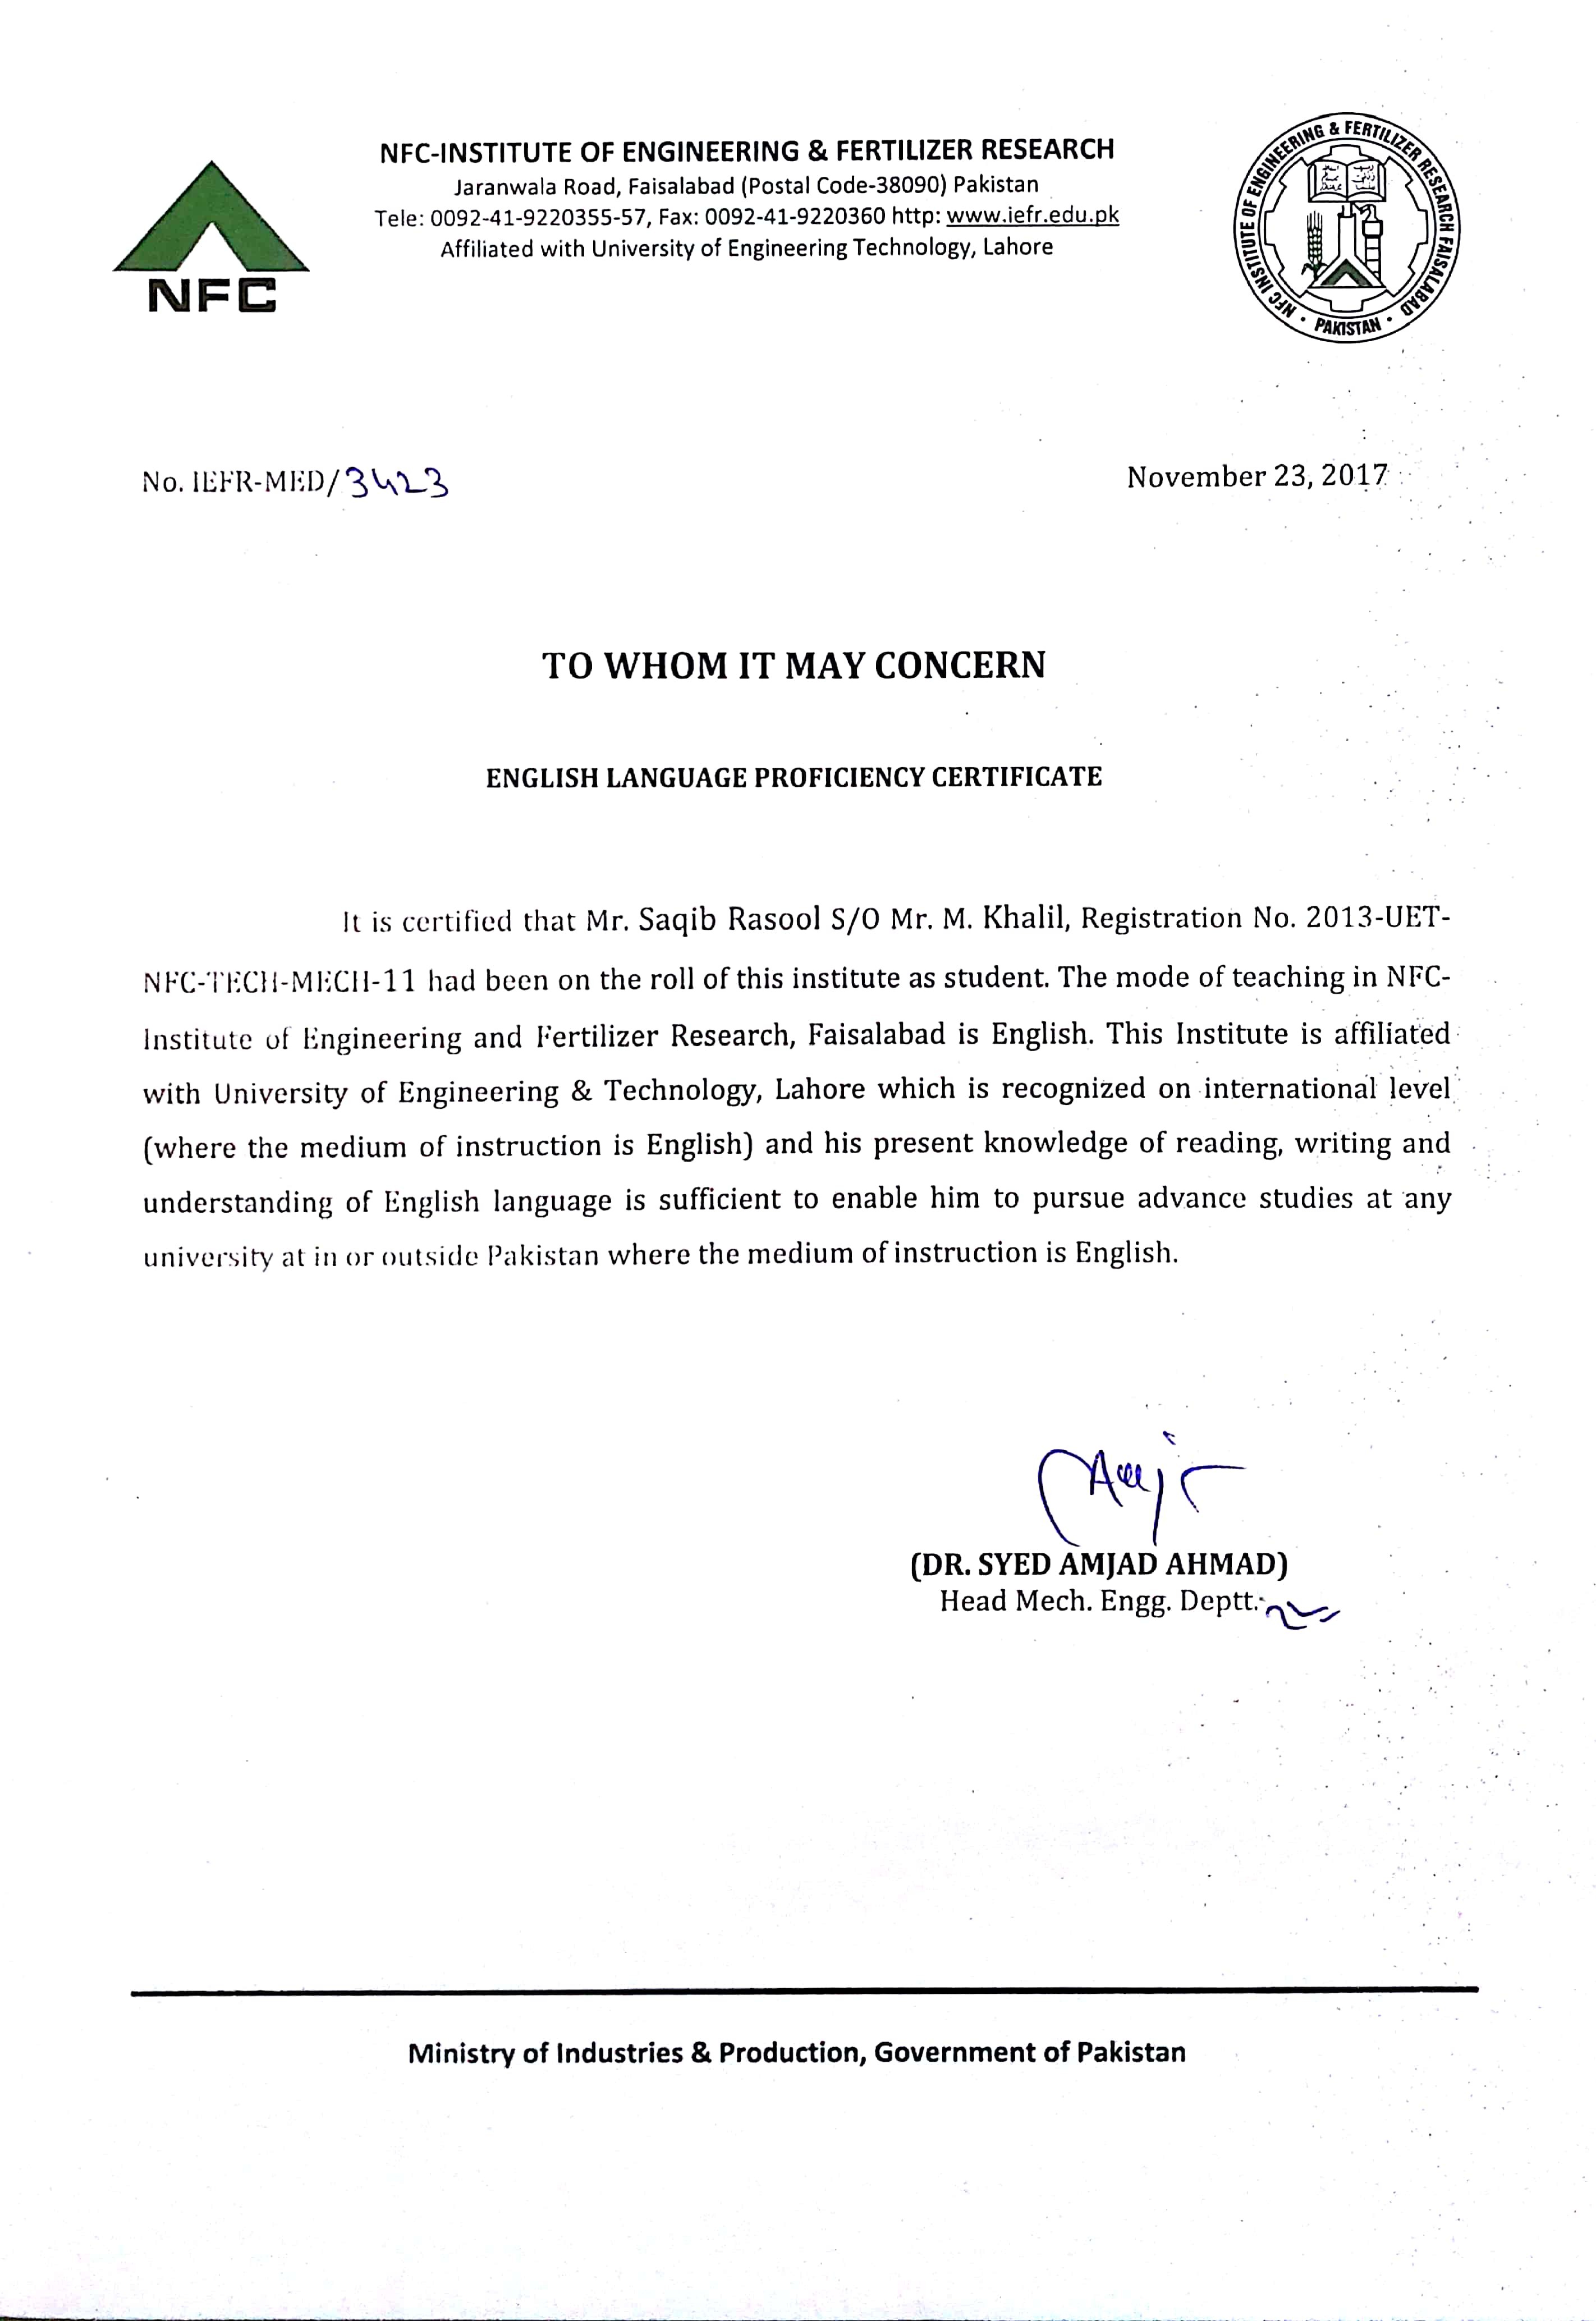 NFC-INSTITUTE OF ENGINEERING & FERTILIZER RESEARCH
Jaranwala Road, Faisalabad (Postal Code-38090) Pakistan
Tele: 0092-41-9220355-57, Fax: 0092-41-9220360 http: www.iefr.edu.pk
Affiliated with University of Engineering Technology, Lahore
NFC
NFC INSTITUTE OF ENGINEERING & FERTILIZER RESEARCH FAISALABAD
• PAKISTAN •
No. IEFR-MED/3423
November 23, 2017
TO WHOM IT MAY CONCERN
ENGLISH LANGUAGE PROFICIENCY CERTIFICATE
It is certified that Mr. Saqib Rasool S/O Mr. M. Khalil, Registration No. 2013-UET-
NFC-TECH-MECH-11 had been on the roll of this institute as student. The mode of teaching in NFC-
Institute of Engineering and Fertilizer Research, Faisalabad is English. This Institute is affiliated
with University of Engineering & Technology, Lahore which is recognized on international level
(where the medium of instruction is English) and his present knowledge of reading, writing and
understanding of English language is sufficient to enable him to pursue advance studies at any
university at in or outside Pakistan where the medium of instruction is English.
(DR. SYED AMJAD AHMAD)
Head Mech. Engg. Deptt.
Ministry of Industries & Production, Government of Pakistan